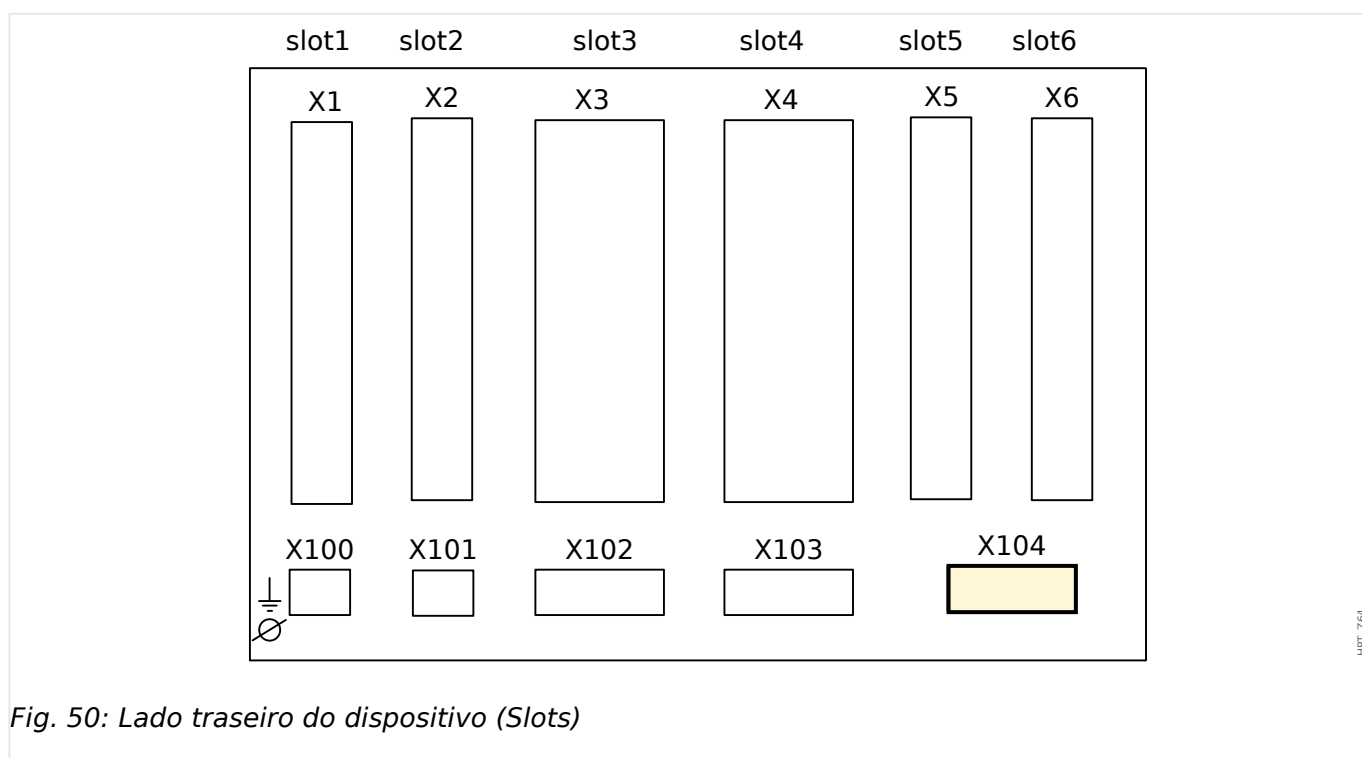 slot1 slot2 slot3 slot4 slot5 slot6
X1 X2 X3 X4 X5 X6
X100 X101 X102 X103 X104
HPT_Z64
Fig. 50: Lado traseiro do dispositivo (Slots)